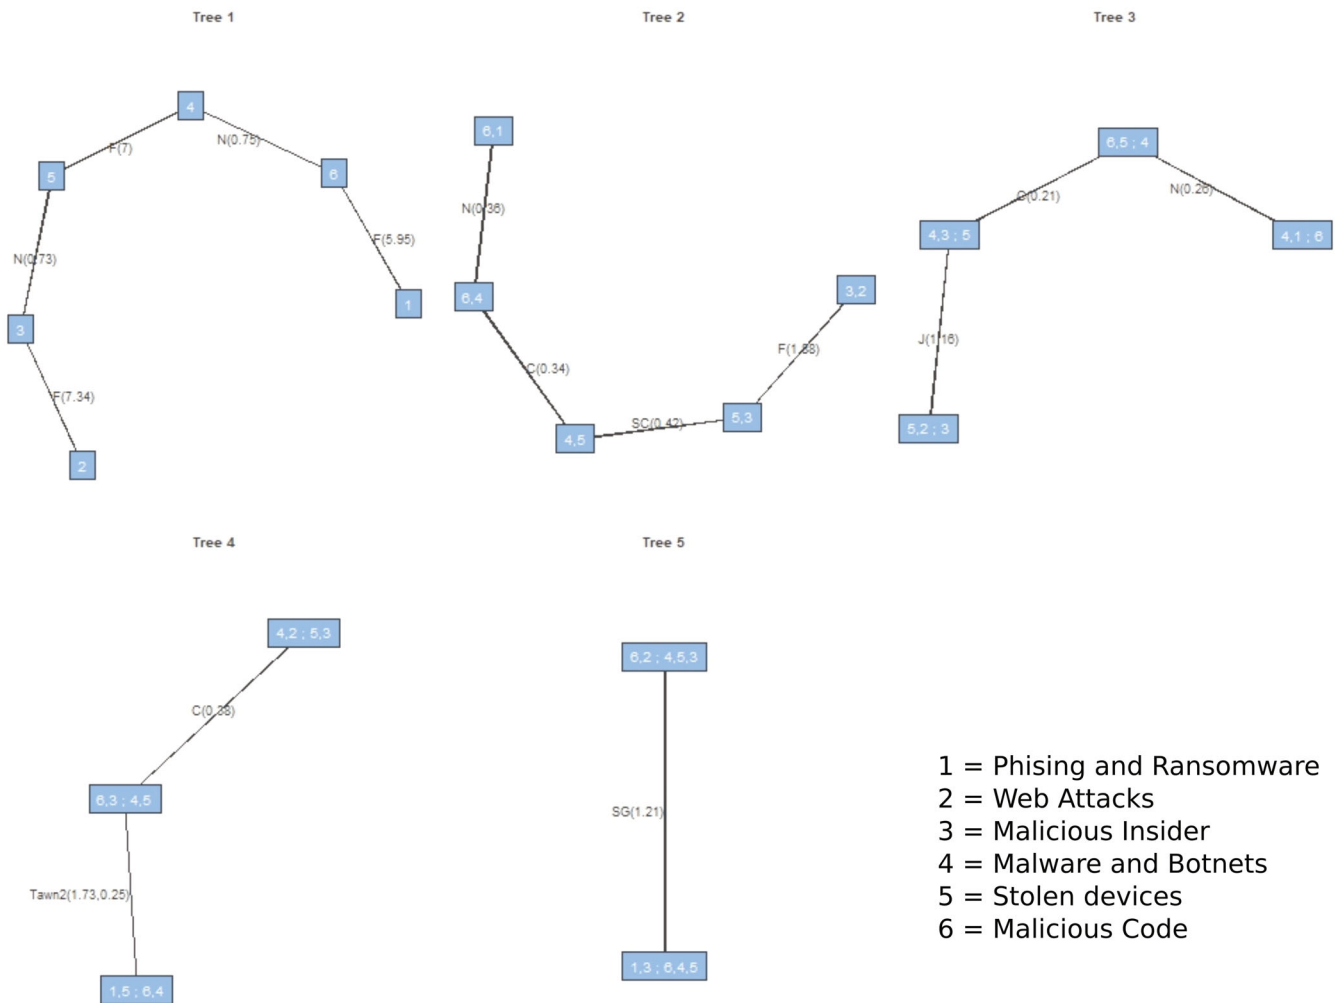 Tree 1
Tree 2
Tree 3
4
N(0.75)
F(7)
5
6
N(0.73)
F(5.95)
3
1
F(7.34)
2
6,1
N(0.36)
6,4
C(0.34)
4,5
SC(0.42)
5,3
F(1.88)
3,2
6,5 ; 4
C(0.21)
N(0.26)
4,3 ; 5
4,1 ; 6
J(1.16)
5,2 ; 3
Tree 4
Tree 5
4,2 ; 5,3
C(0.38)
6,3 ; 4,5
Tawn2(1.73,0.25)
1,5 ; 6,4
6,2 ; 4,5,3
SG(1.21)
1,3 ; 6,4,5
1 = Phising and Ransomware
2 = Web Attacks
3 = Malicious Insider
4 = Malware and Botnets
5 = Stolen devices
6 = Malicious Code